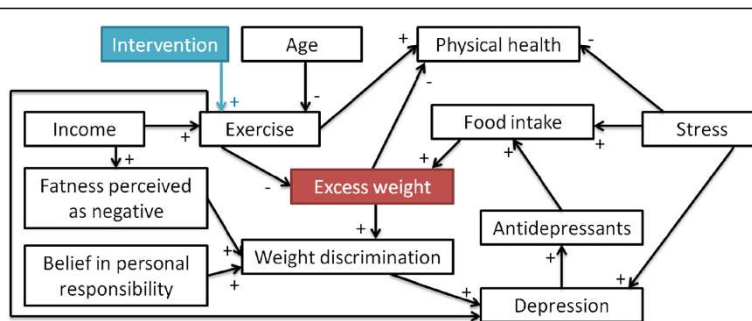 Intervention
Age
Physical health
+
-
-
+
-
Income
+
Exercise
Food intake
+
Stress
+
Fatness perceived
as negative
-
Excess weight
+
+
Antidepressants
+
Weight discrimination
+
+
Belief in personal
responsibility
+
+
+
Depression